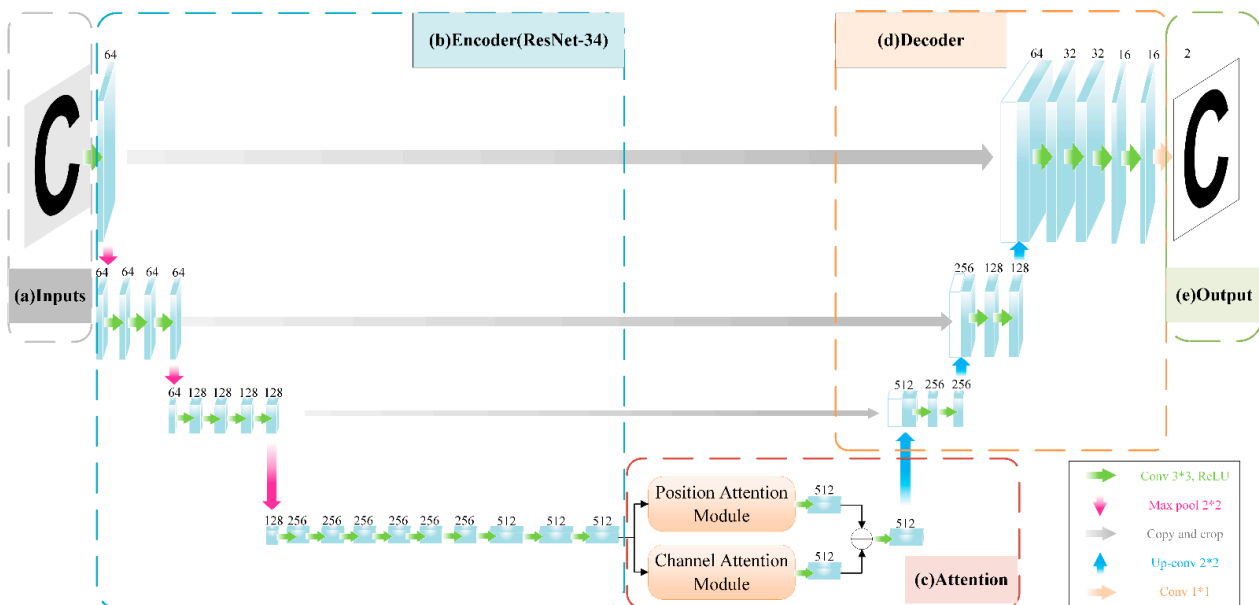 (b)Encoder(ResNet-34)
(d)Decoder
64
64 32 32 16 16 2
C
C
64 64 64 64
256 128 128
(a)Inputs
(e)Output
64 128 128 128 128
512 256 256
128 256 256 256 256 256 512 512 512
Position Attention
Module
512
512
Channel Attention
Module
512
(c)Attention
Conv 3*3, ReLU
Max pool 2*2
Copy and crop
Up-conv 2*2
Conv 1*1